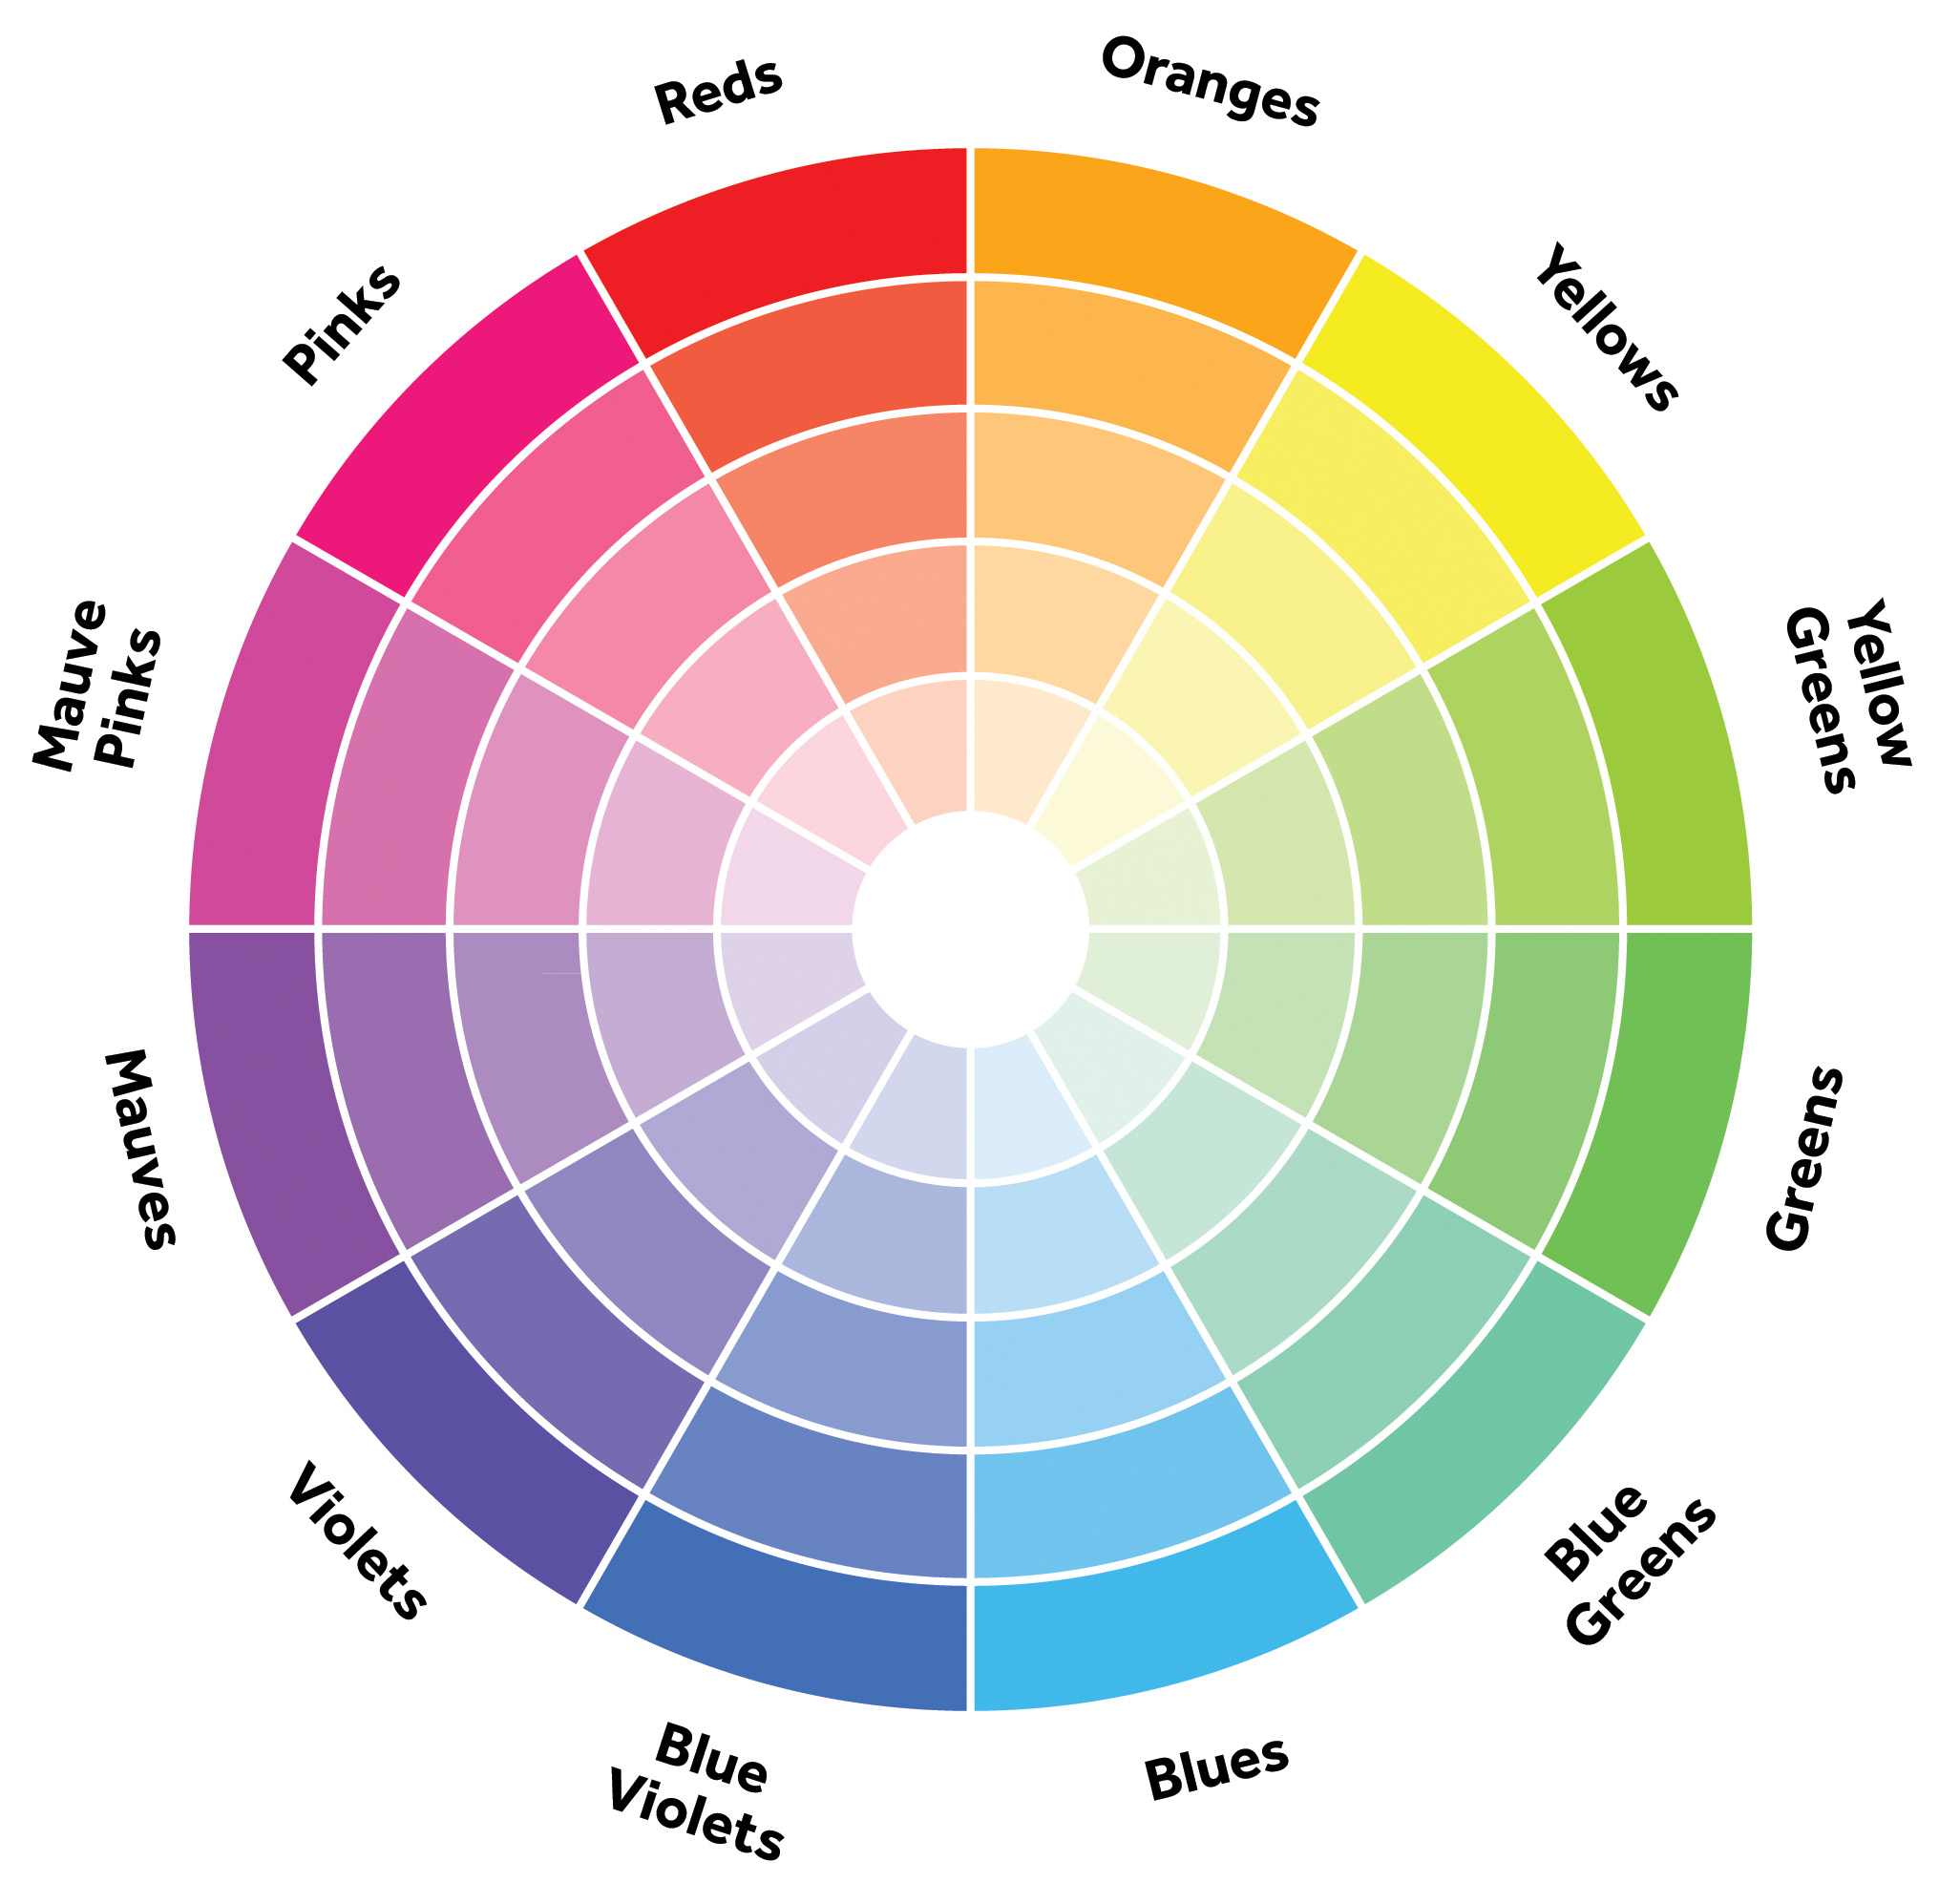 Reds
Oranges
Yellows
Yellow
Greens
Greens
Blue
Greens
Blues
Blue
Violets
Violets
Mauves
Mauve
Pinks
Pinks